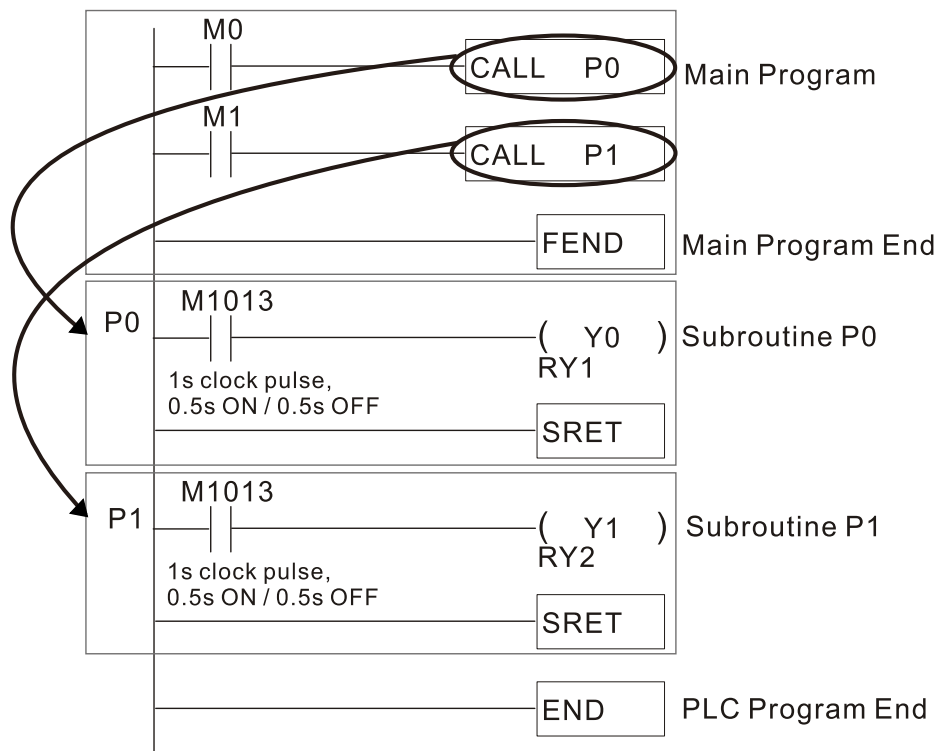 M0
CALL P0
Main Program
M1
CALL P1
FEND
Main Program End
P0
M1013
( Y0 )
RY1
Subroutine P0
1s clock pulse,
0.5s ON / 0.5s OFF
SRET
P1
M1013
( Y1 )
RY2
Subroutine P1
1s clock pulse,
0.5s ON / 0.5s OFF
SRET
END
PLC Program End